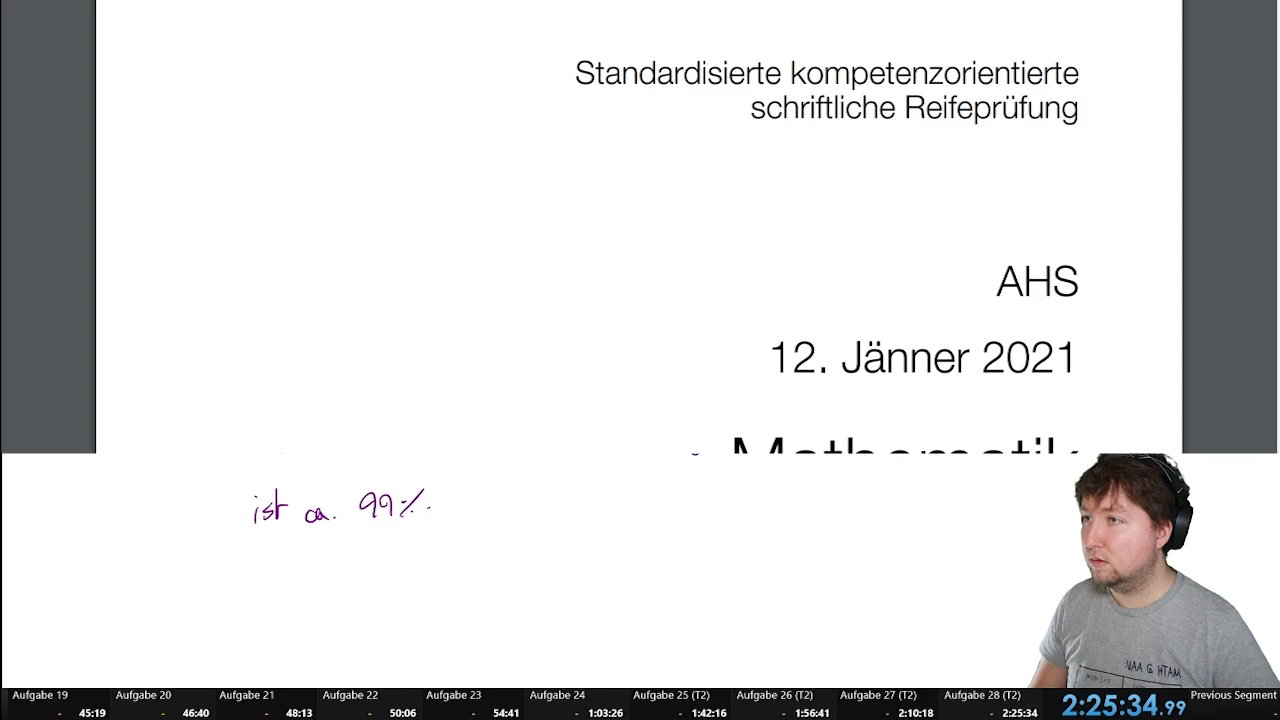 Standardisierte kompetenzorientierte
schriftliche Reifeprüfung
AHS
12. Jänner 2021
Mathematik
ist ca. 99%.
Aufgabe 19
- 45:19
Aufgabe 20
- 46:40
Aufgabe 21
- 48:13
Aufgabe 22
- 50:06
Aufgabe 23
- 54:41
Aufgabe 24
- 1:03:26
Aufgabe 25 (T2)
- 1:42:16
Aufgabe 26 (T2)
- 1:56:41
Aufgabe 27 (T2)
- 2:10:18
Aufgabe 28 (T2)
- 2:25:34
2:25:34.99
Previous Segment
-